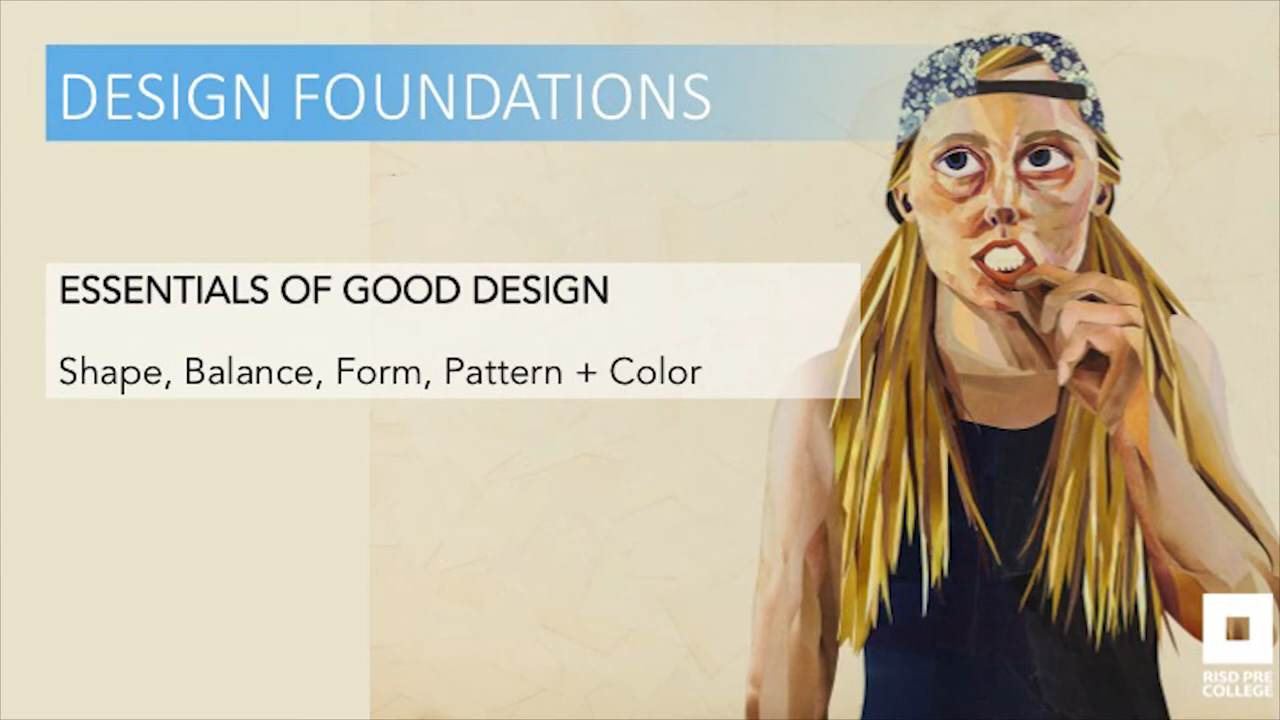 DESIGN FOUNDATIONS
ESSENTIALS OF GOOD DESIGN
Shape, Balance, Form, Pattern + Color
RISD PRE
COLLEGE